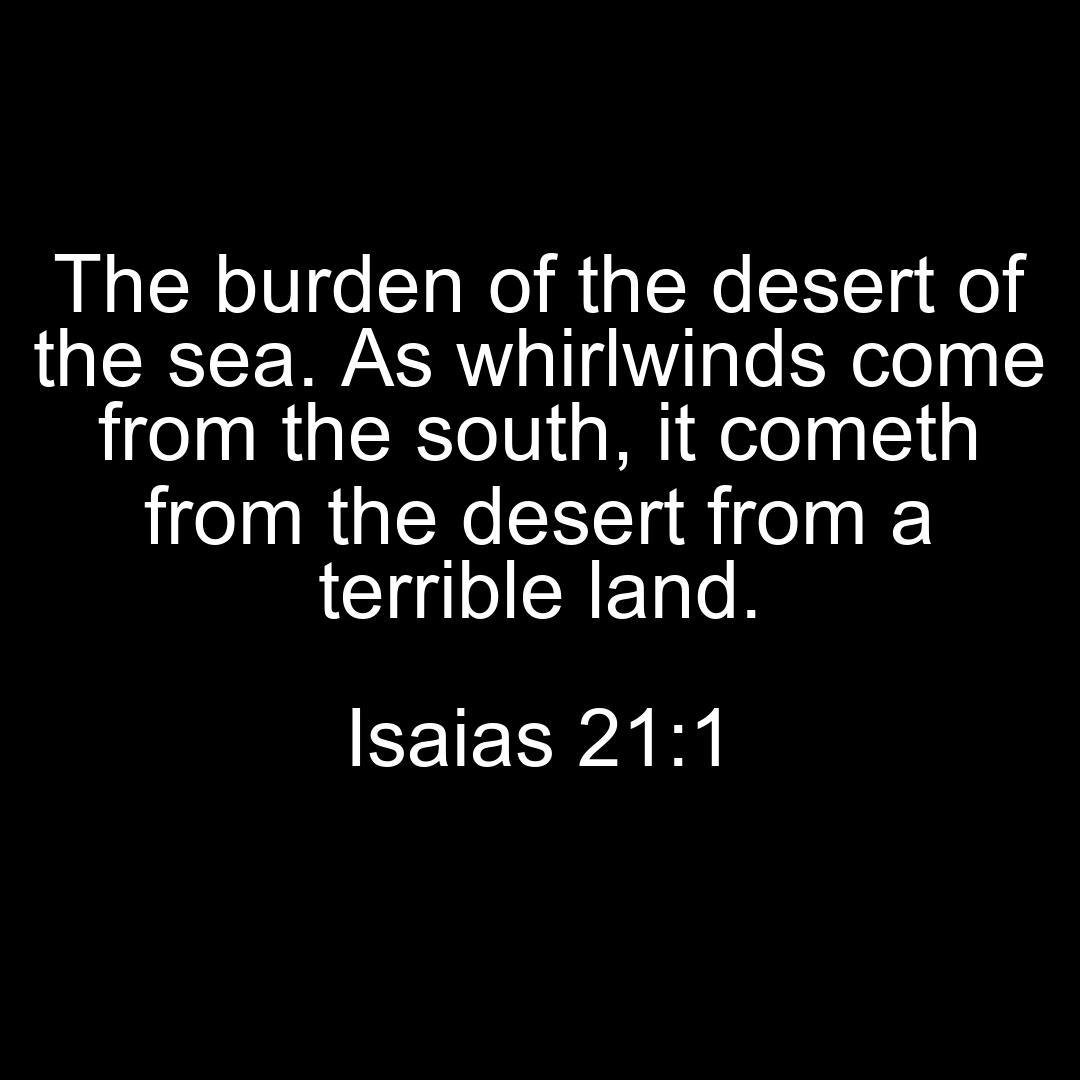 The burden of the desert of
the sea. As whirlwinds come
from the south, it cometh
from the desert from a
terrible land.
Isaias 21:1